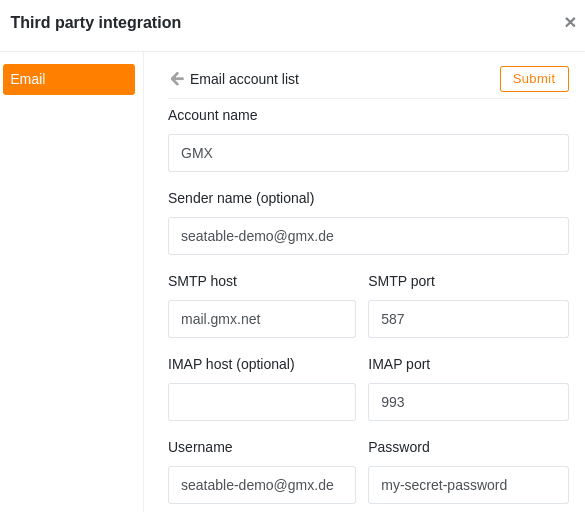 Third party integration ×
Email
Email account list Submit
Account name
GMX
Sender name (optional)
seatable-demo@gmx.de
SMTP host SMTP port
mail.gmx.net 587
IMAP host (optional) IMAP port
993
Username Password
seatable-demo@gmx.de my-secret-password